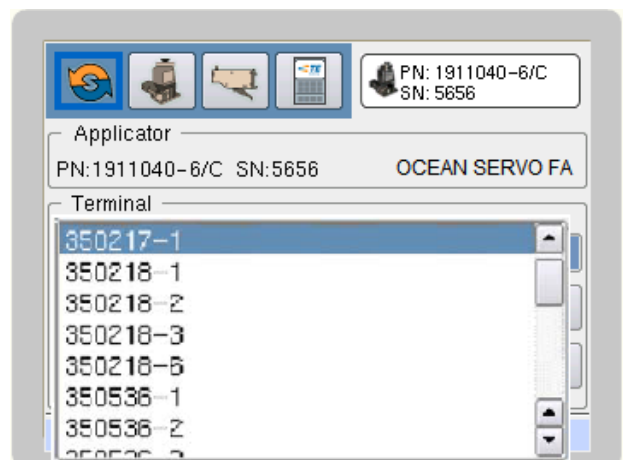 TE
PN: 1911040-6/C
SN: 5656
Applicator
PN:1911040-6/C SN:5656 OCEAN SERVO FA
Terminal
350217-1
350218-1
350218-2
350218-3
350218-6
350536-1
350536-2